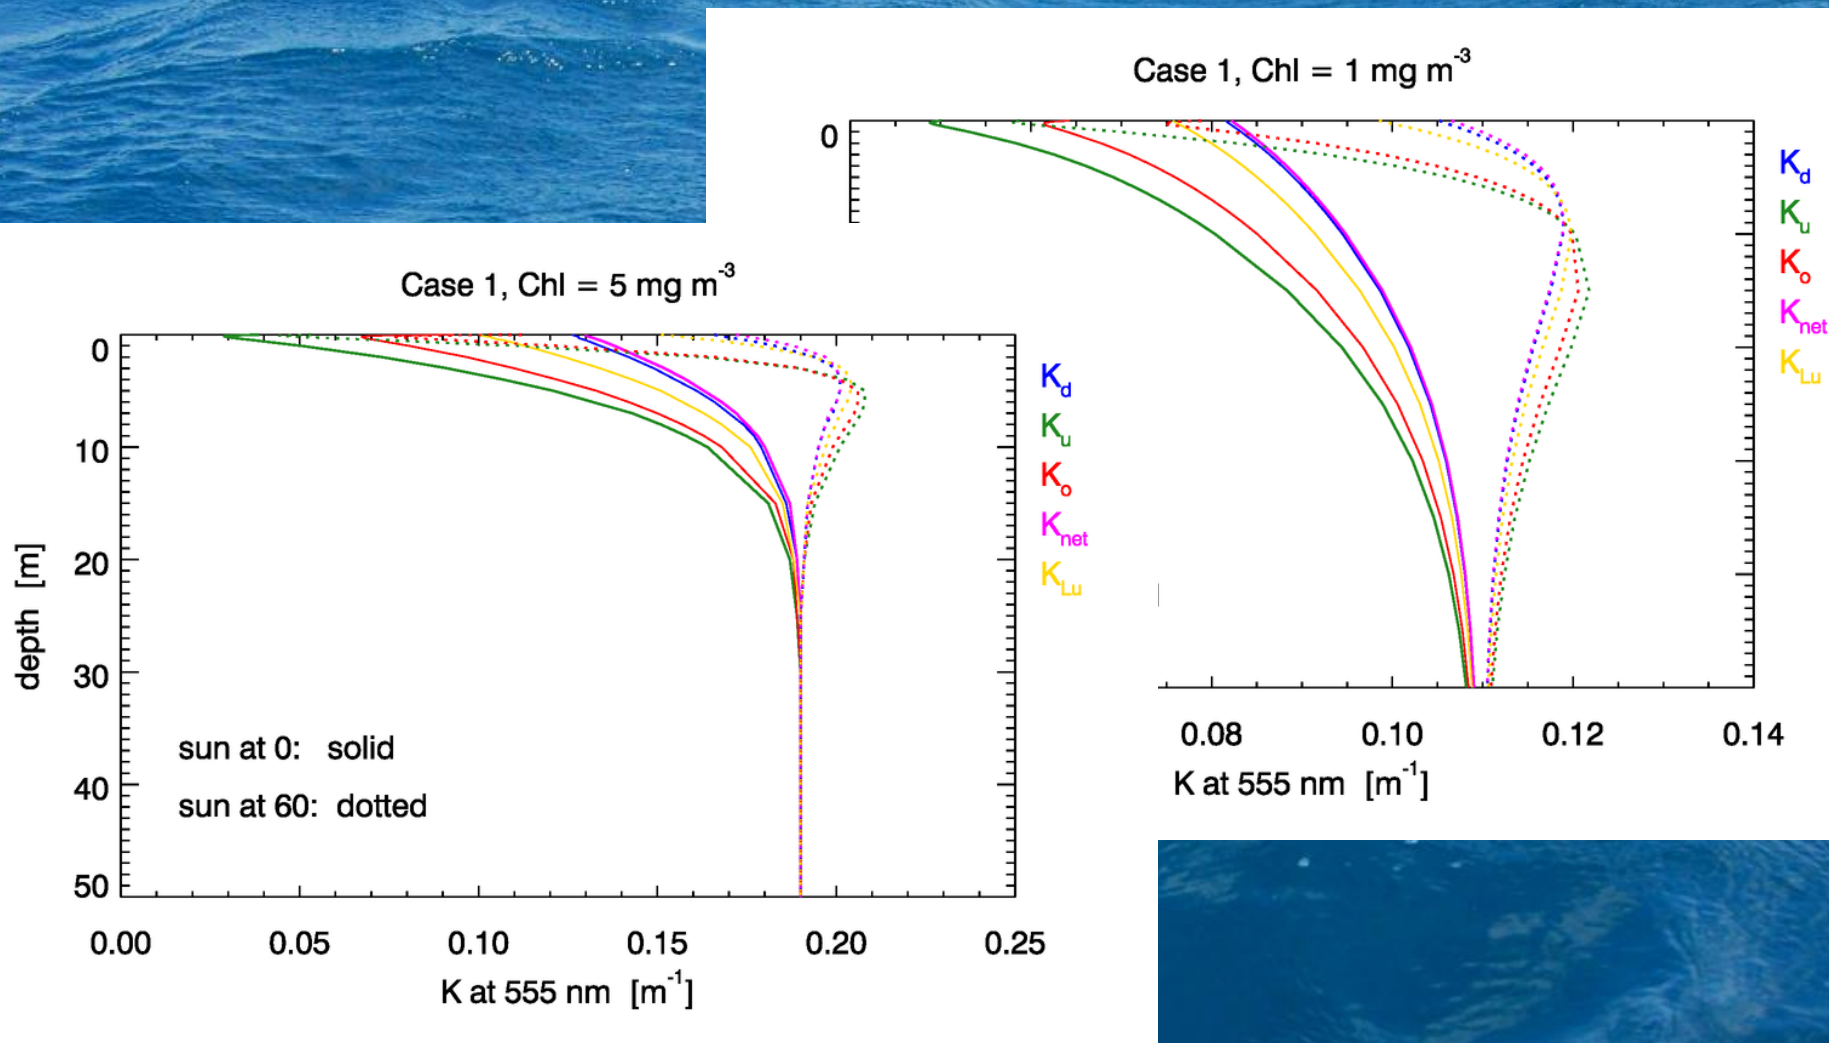 Case 1, Chl = 1 mg m-3
0
Kd
Ku
Ko
Knet
KLu
0.08 0.10 0.12 0.14
K at 555 nm [m-1]
Case 1, Chl = 5 mg m-3
0
10
20
30
40
50
depth [m]
Kd
Ku
Ko
Knet
KLu
sun at 0: solid
sun at 60: dotted
0.00 0.05 0.10 0.15 0.20 0.25
K at 555 nm [m-1]